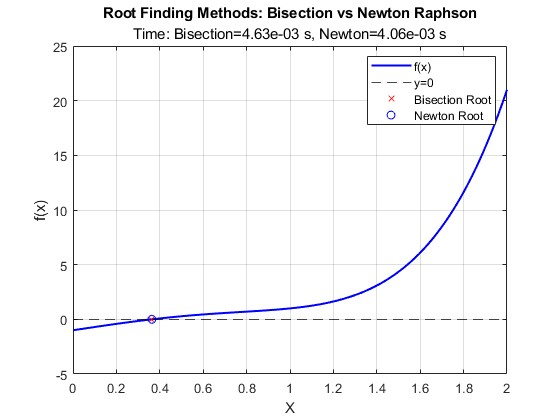 Root Finding Methods: Bisection vs Newton Raphson
Time: Bisection=4.63e-03 s, Newton=4.06e-03 s
25
20
15
10
5
0
-5
f(x)
f(x)
y=0
Bisection Root
Newton Root
0 0.2 0.4 0.6 0.8 1 1.2 1.4 1.6 1.8 2
X